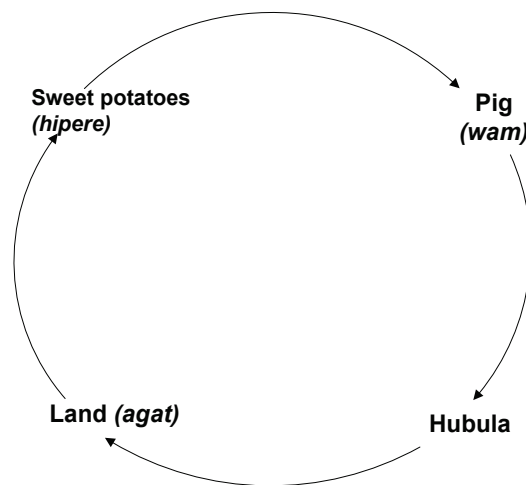 Sweet potatoes
(hipere)
Pig
(wam)
Land (agat)
Hubula